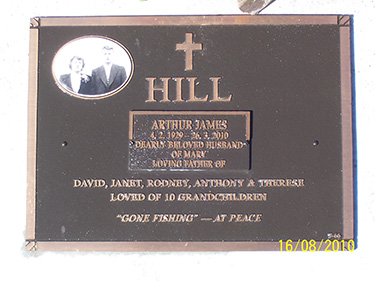 HILL
ARTHUR JAMES
4. 2. 1929 – 26. 3. 2010
DEARLY BELOVED HUSBAND
OF MARY
LOVING FATHER OF
DAVID, JANET, RODNEY, ANTHONY & THERESE
LOVED OF 10 GRANDCHILDREN
"GONE FISHING" — AT PEACE
16/08/2010